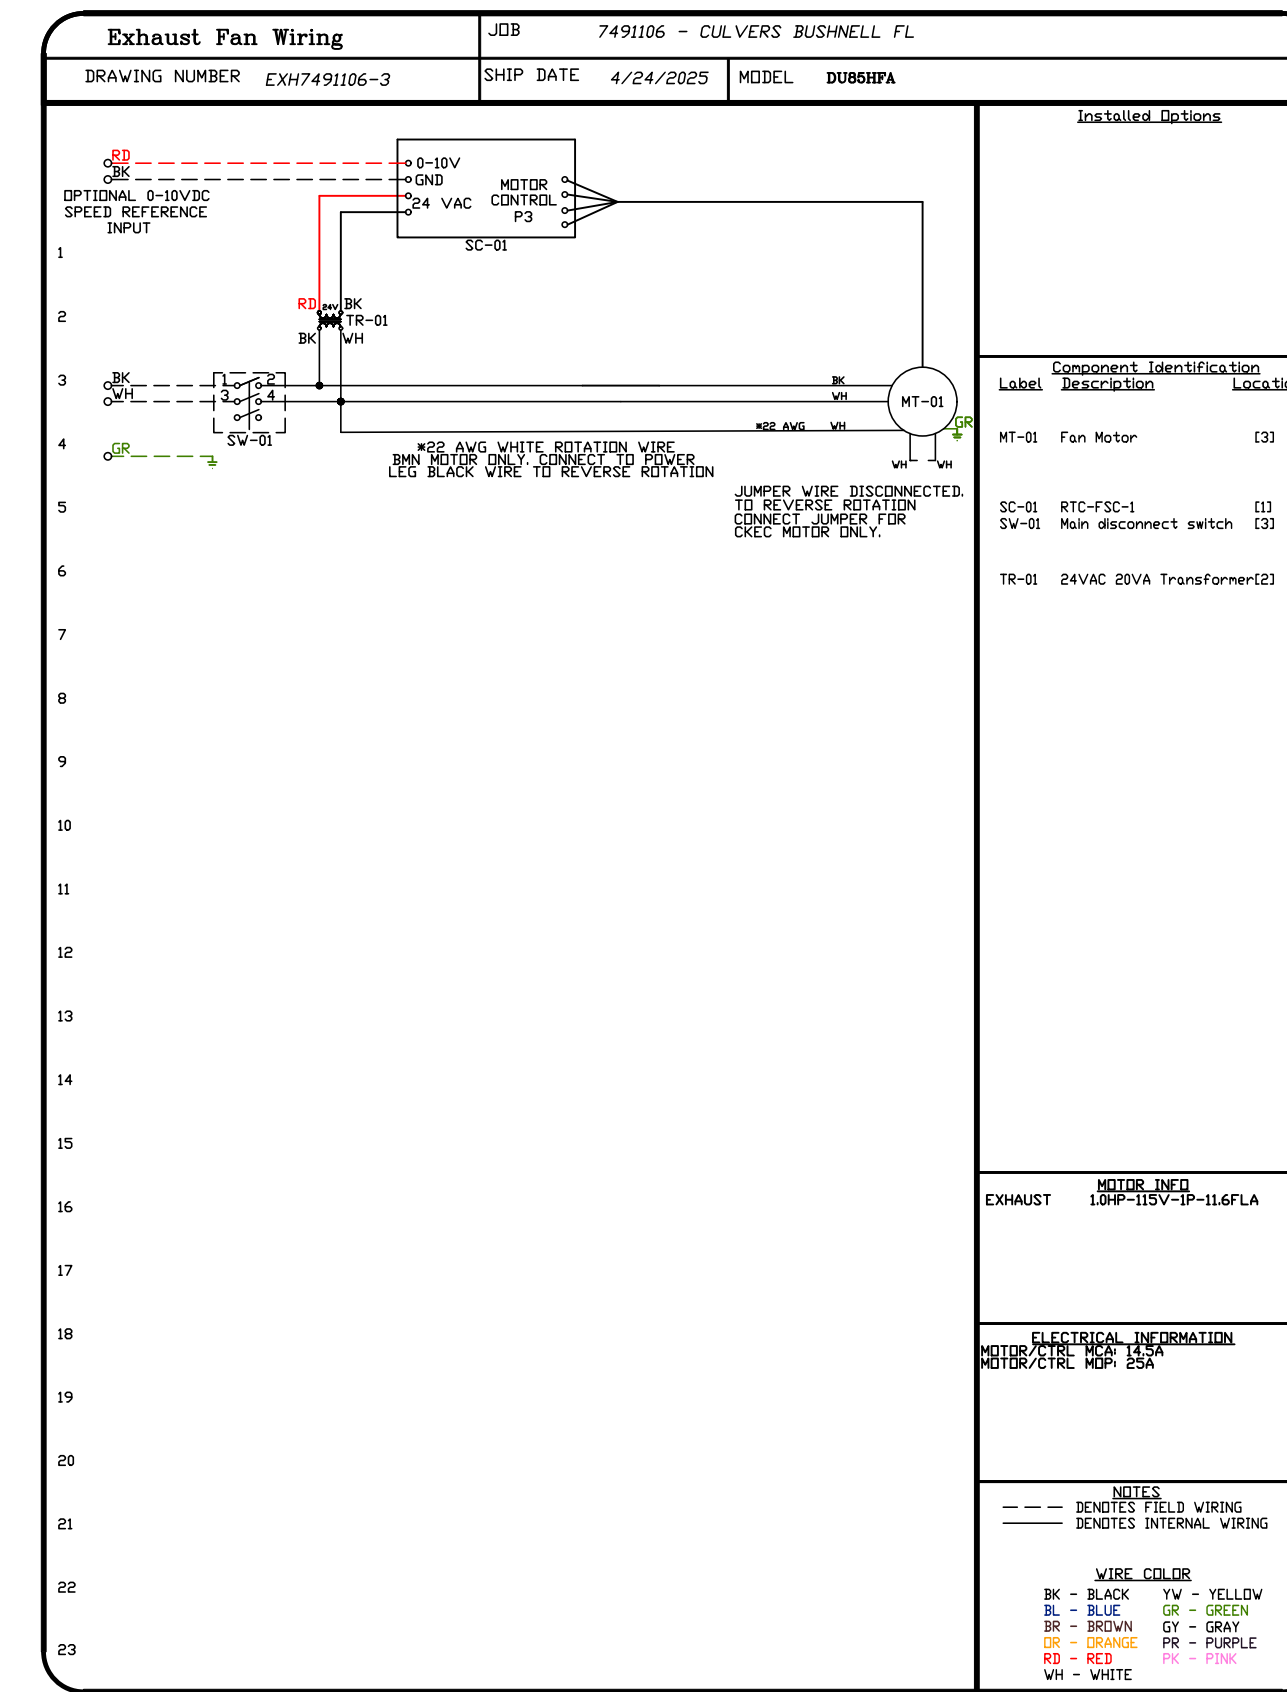 Exhaust Fan Wiring
JOB 7491106 - CULVERS BUSHNELL FL
DRAWING NUMBER EXH7491106-3
SHIP DATE 4/24/2025
MODEL DU85HFA
RD
BK
OPTIONAL 0-10VDC
SPEED REFERENCE
INPUT
0-10V
GND
24 VAC
MOTOR
CONTROL
P3
SC-01
1
RD 24V BK
2
TR-01
BK WH
3
BK
WH
1 2
3 4
SW-01
BK
WH
MT-01
GR
*22 AWG WH
4
GR
*22 AWG WHITE ROTATION WIRE
BMN MOTOR ONLY. CONNECT TO POWER
LEG BLACK WIRE TO REVERSE ROTATION
WH WH
JUMPER WIRE DISCONNECTED.
TO REVERSE ROTATION
CONNECT JUMPER FOR
CKEC MOTOR ONLY.
5
6
7
8
9
10
11
12
13
14
15
16
17
18
19
20
21
22
23
Installed Options
Component Identification
Label Description Locatio
MT-01 Fan Motor [3]
SC-01 RTC-FSC-1 [1]
SW-01 Main disconnect switch [3]
TR-01 24VAC 20VA Transformer[2]
MOTOR INFO
EXHAUST 1.0HP-115V-1P-11.6FLA
ELECTRICAL INFORMATION
MOTOR/CTRL MCA: 14.5A
MOTOR/CTRL MOP: 25A
NOTES
DENOTES FIELD WIRING
DENOTES INTERNAL WIRING
WIRE COLOR
BK - BLACK YW - YELLOW
BL - BLUE GR - GREEN
BR - BROWN GY - GRAY
OR - ORANGE PR - PURPLE
RD - RED PK - PINK
WH - WHITE